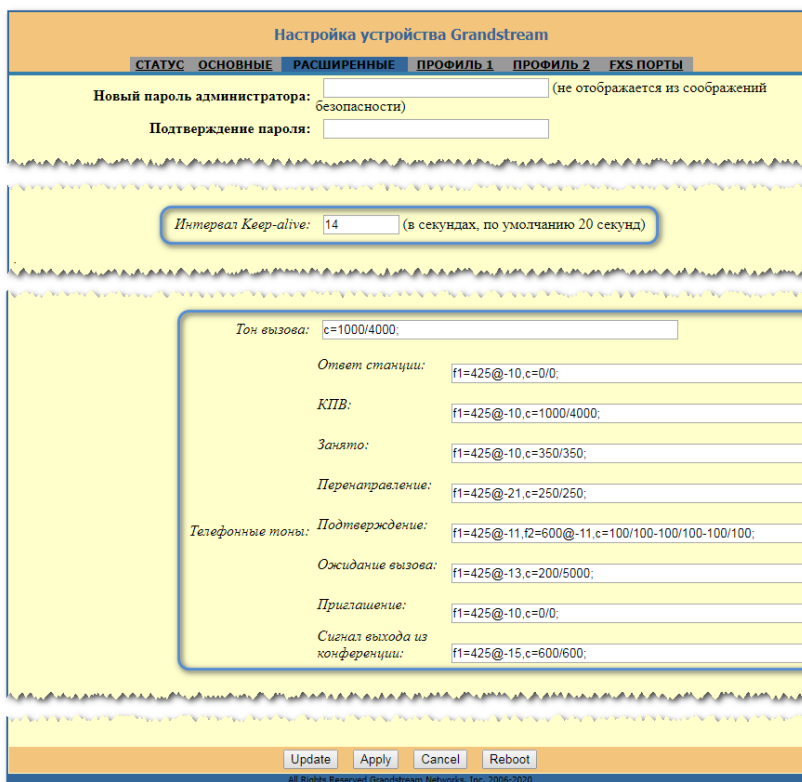 Настройка устройства Grandstream
СТАТУС ОСНОВНЫЕ РАСШИРЕННЫЕ ПРОФИЛЬ 1 ПРОФИЛЬ 2 FXS ПОРТЫ
Новый пароль администратора: (не отображается из соображений
безопасности)
Подтверждение пароля:
Интервал Keep-alive: 14 (в секундах, по умолчанию 20 секунд)
Тон вызова: c=1000/4000;
Ответ станции: f1=425@-10,c=0/0;
КПВ: f1=425@-10,c=1000/4000;
Занято: f1=425@-10,c=350/350;
Перенаправление: f1=425@-21,c=250/250;
Телефонные тоны: Подтверждение: f1=425@-11,f2=600@-11,c=100/100-100/100-100/100;
Ожидание вызова: f1=425@-13,c=200/5000;
Приглашение: f1=425@-10,c=0/0;
Сигнал выхода из
конференции: f1=425@-15,c=600/600;
Update Apply Cancel Reboot
All Rights Reserved Grandstream Networks, Inc. 2006-2020